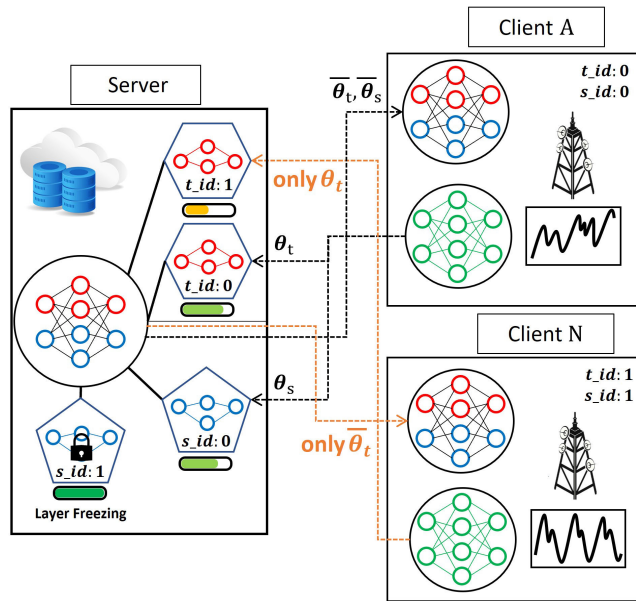 Server
t_id: 1
t_id: 0
s_id: 0
s_id: 1
Layer Freezing
θ̅t, θ̅s
only θt
θt
θs
only θ̅t
Client A
t_id: 0
s_id: 0
Client N
t_id: 1
s_id: 1